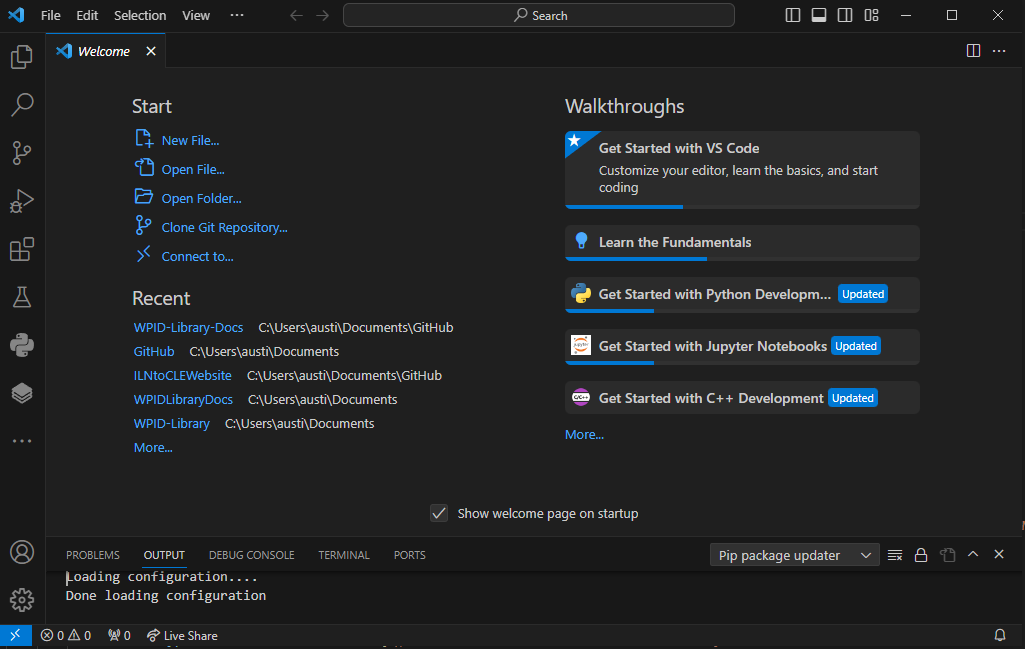 File Edit Selection View ··· Search
Welcome
Start
New File...
Open File...
Open Folder...
Clone Git Repository...
Connect to...
Recent
WPID-Library-Docs C:\Users\austi\Documents\GitHub
GitHub C:\Users\austi\Documents
ILNtoCLEWebsite C:\Users\austi\Documents\GitHub
WPIDLibraryDocs C:\Users\austi\Documents
WPID-Library C:\Users\austi\Documents
More...
Walkthroughs
Get Started with VS Code
Customize your editor, learn the basics, and start
coding
Learn the Fundamentals
Get Started with Python Developm... Updated
jupyter Get Started with Jupyter Notebooks Updated
C/C++ Get Started with C++ Development Updated
More...
Show welcome page on startup
PROBLEMS OUTPUT DEBUG CONSOLE TERMINAL PORTS Pip package updater
Loading configuration....
Done loading configuration
0 0 0 Live Share